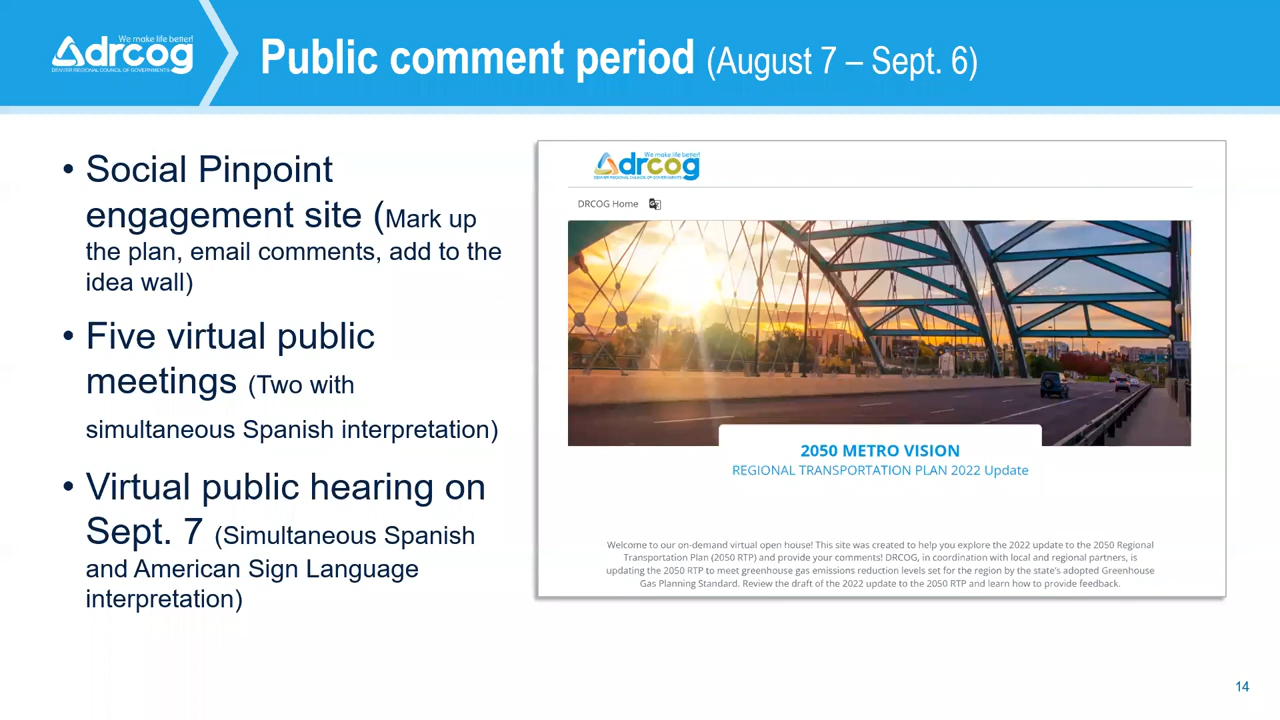 We make life better!
drcog
DENVER REGIONAL COUNCIL OF GOVERNMENTS
Public comment period (August 7 – Sept. 6)
• Social Pinpoint
engagement site (Mark up
the plan, email comments, add to the
idea wall)
• Five virtual public
meetings (Two with
simultaneous Spanish interpretation)
• Virtual public hearing on
Sept. 7 (Simultaneous Spanish
and American Sign Language
interpretation)
We make life better!
drcog
DENVER REGIONAL COUNCIL OF GOVERNMENTS
DRCOG Home
2050 METRO VISION
REGIONAL TRANSPORTATION PLAN 2022 Update
Welcome to our on-demand virtual open house! This site was created to help you explore the 2022 update to the 2050 Regional
Transportation Plan (2050 RTP) and provide your comments! DRCOG, in coordination with local and regional partners, is
updating the 2050 RTP to meet greenhouse gas emissions reduction levels set for the region by the state's adopted Greenhouse
Gas Planning Standard. Review the draft of the 2022 update to the 2050 RTP and learn how to provide feedback.
14